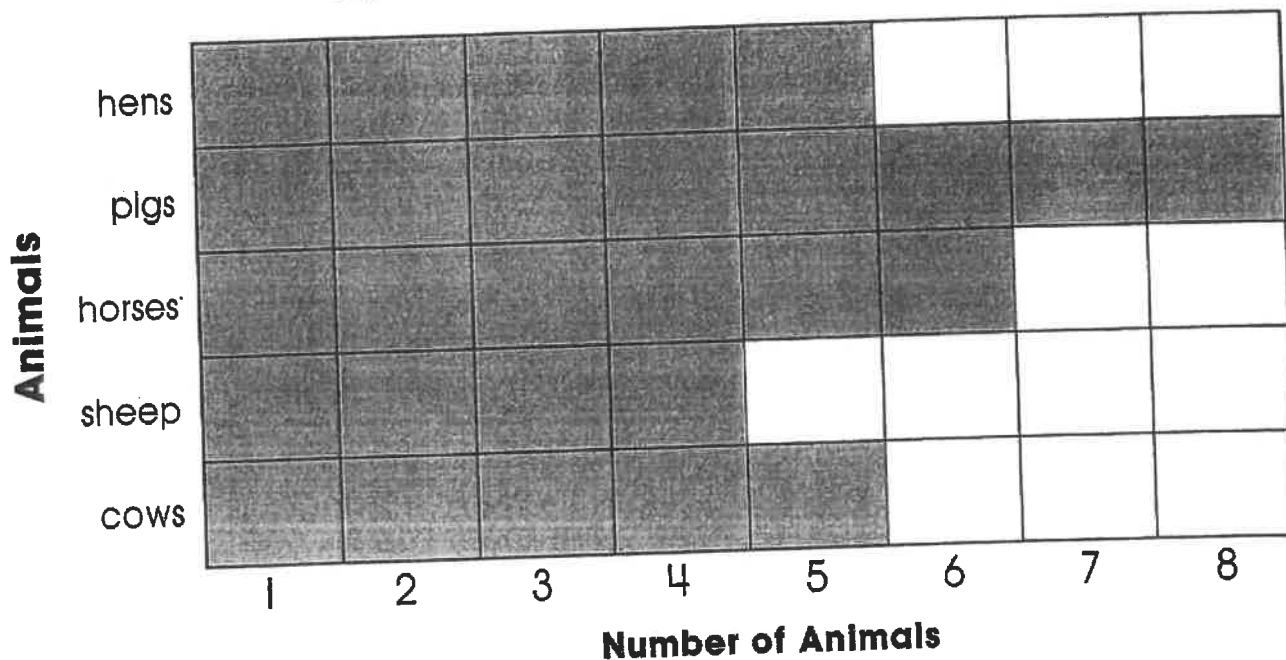 Animals
hens
pigs
horses
sheep
cows
1 2 3 4 5 6 7 8
Number of Animals